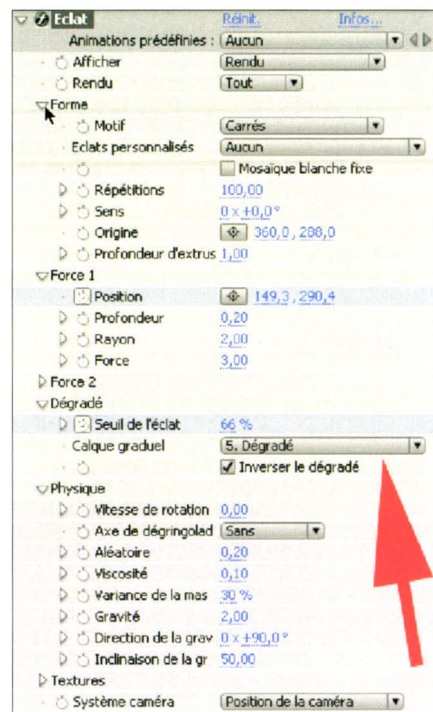 Eclat Réinit. Infos...
Animations prédéfinies : Aucun
Afficher Rendu
Rendu Tout
Forme
Motif Carrés
Eclats personnalisés Aucun
Mosaïque blanche fixe
Répétitions 100,00
Sens 0 x +0,0°
Origine 360,0 , 288,0
Profondeur d'extrus 1,00
Force 1
Position 149,3 , 290,4
Profondeur 0,20
Rayon 2,00
Force 3,00
Force 2
Dégradé
Seuil de l'éclat 66 %
Calque graduel 5. Dégradé
Inverser le dégradé
Physique
Vitesse de rotation 0,00
Axe de dégringolad Sans
Aléatoire 0,20
Viscosité 0,10
Variance de la mas 30 %
Gravité 2,00
Direction de la grav 0 x +90,0°
Inclinaison de la gr 50,00
Textures
Système caméra Position de la caméra